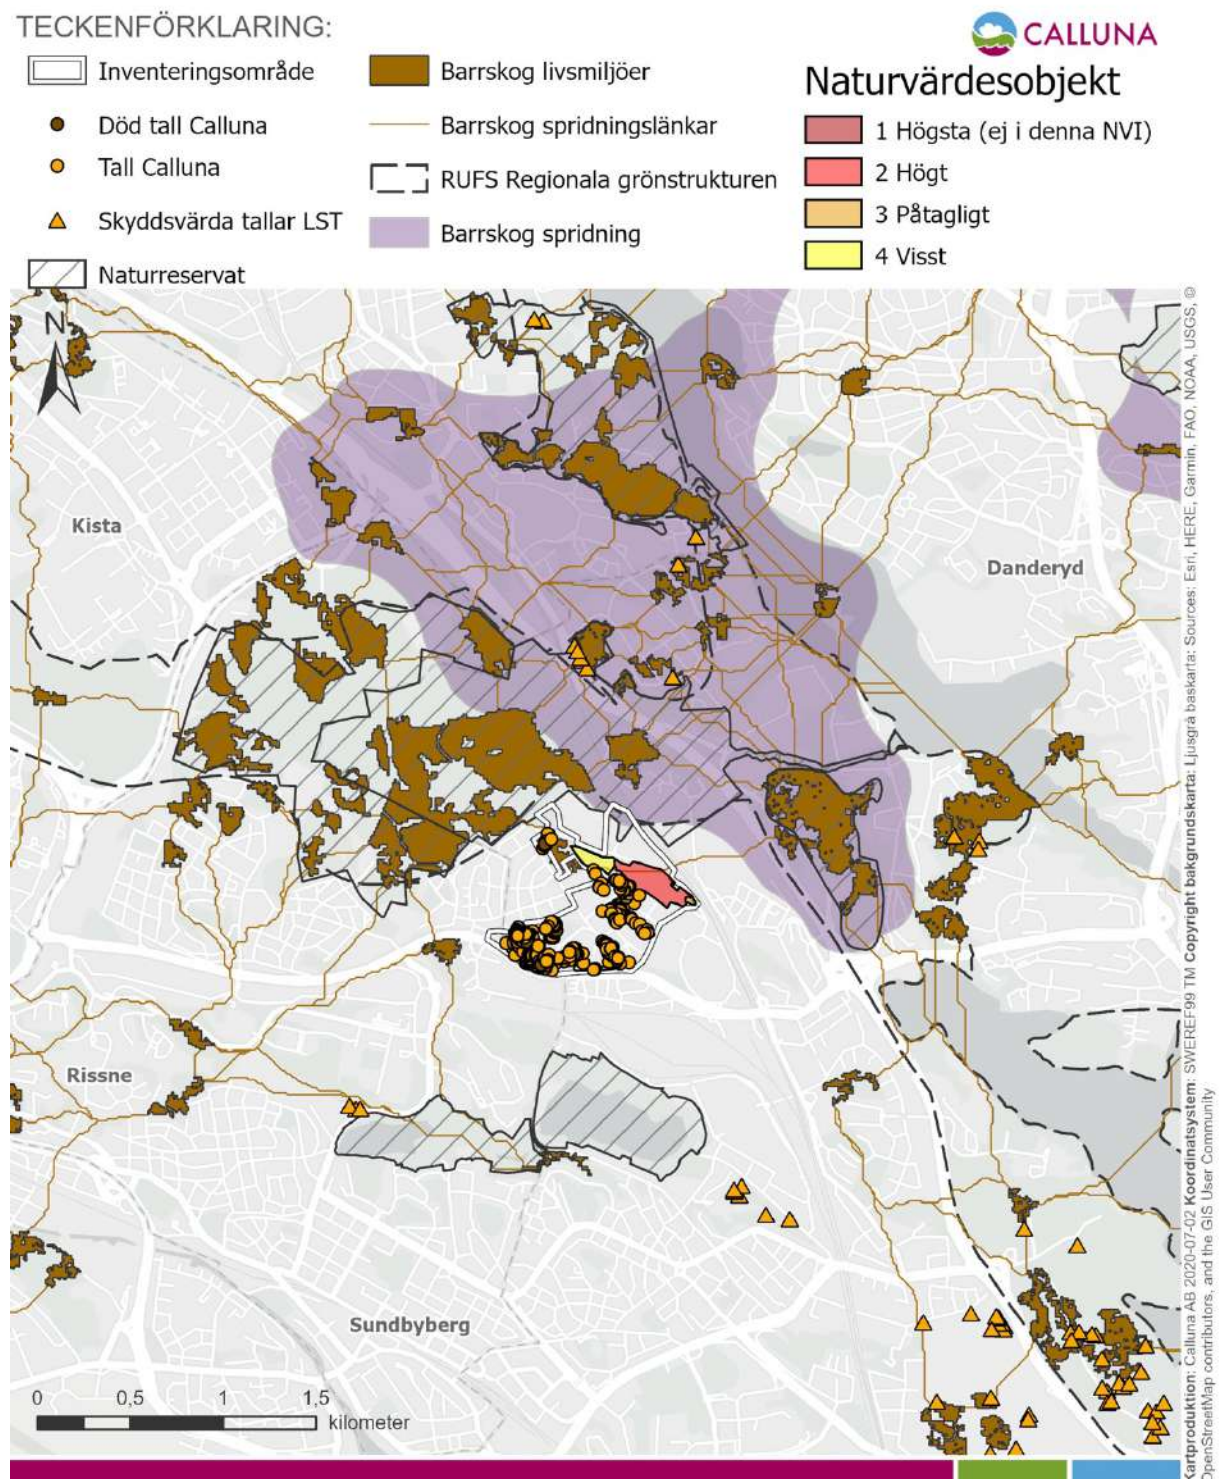 TECKENFÖRKLARING:
Inventeringsområde
Död tall Calluna
Tall Calluna
Skyddsvärda tallar LST
Naturreservat
Barrskog livsmiljöer
Barrskog spridningslänkar
RUFS Regionala grönstrukturen
Barrskog spridning
CALLUNA
Naturvärdesobjekt
1 Högsta (ej i denna NVI)
2 Högt
3 Påtagligt
4 Visst
N
Kista
Danderyd
Rissne
Sundbyberg
0 0,5 1 1,5
kilometer
Kartproduktion: Calluna AB 2020-07-02 Koordinatsystem: SWEREF99 TM Copyright bakgrundskarta: Ljusgrå baskarta: Sources: Esri, HERE, Garmin, FAO, NOAA, USGS, ©
OpenStreetMap contributors, and the GIS User Community